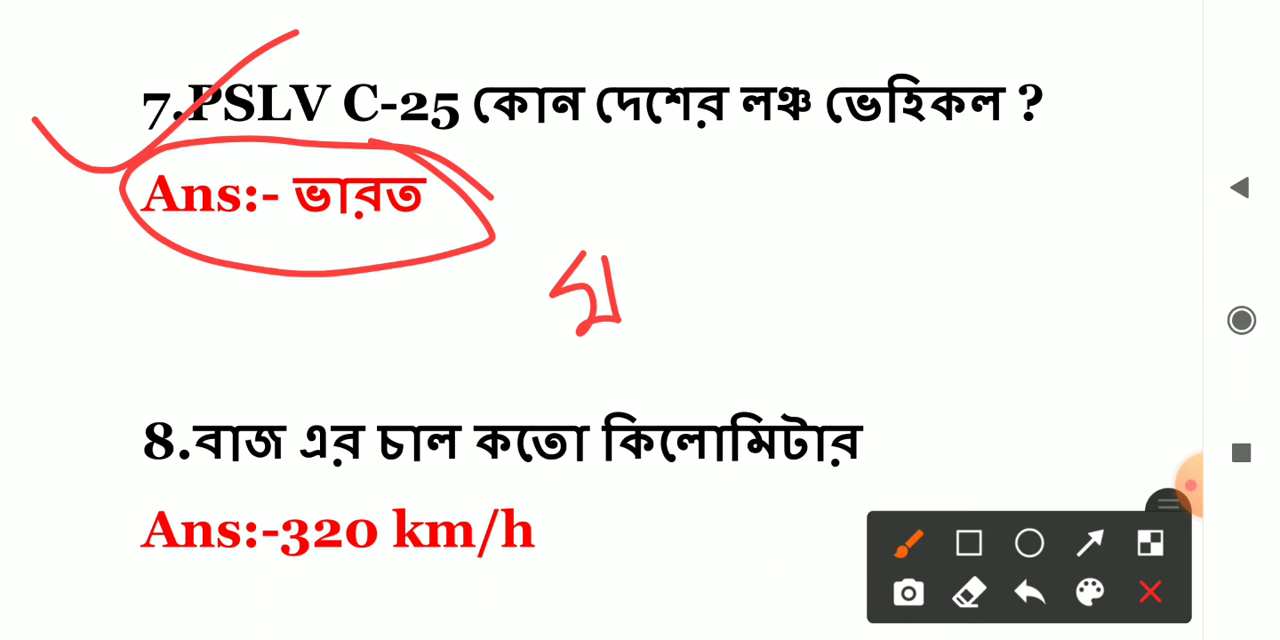 7.PSLV C-25 কোন দেশের লঞ্চ ভেহিকল ?
Ans:- ভারত
8.বাজ এর চাল কতো কিলোমিটার
Ans:-320 km/h